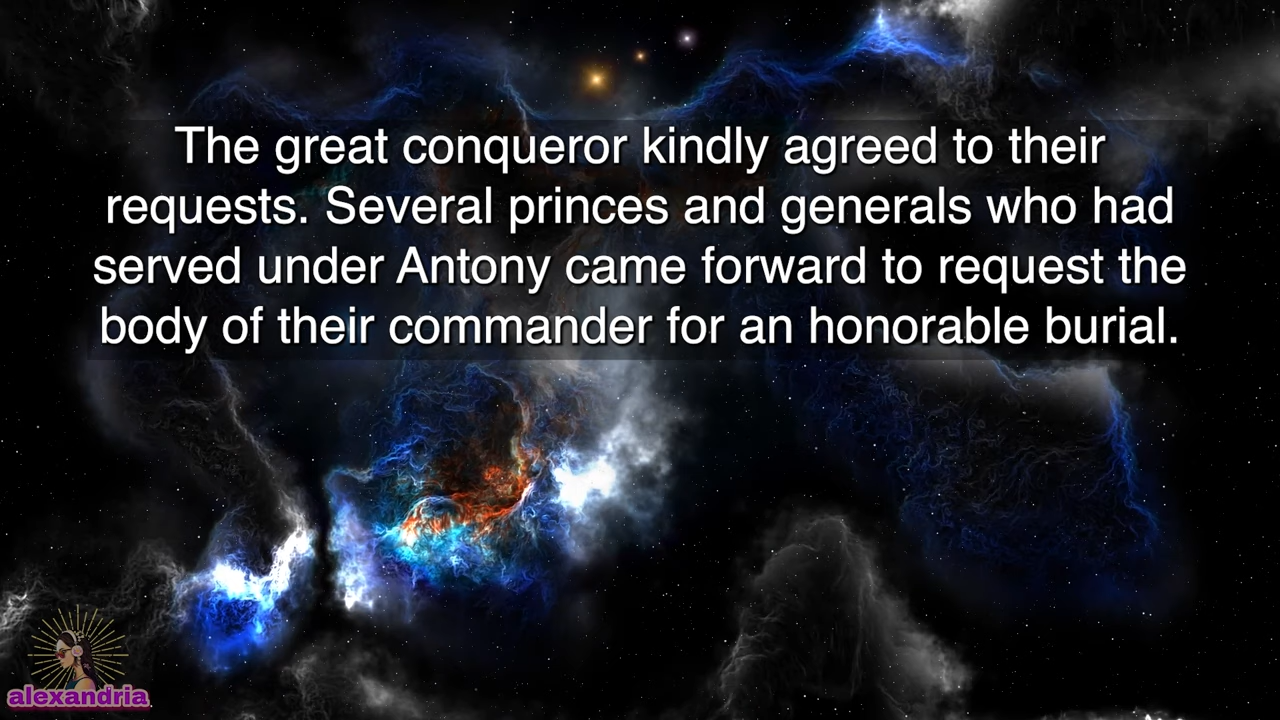 The great conqueror kindly agreed to their
requests. Several princes and generals who had
served under Antony came forward to request the
body of their commander for an honorable burial.
alexandria